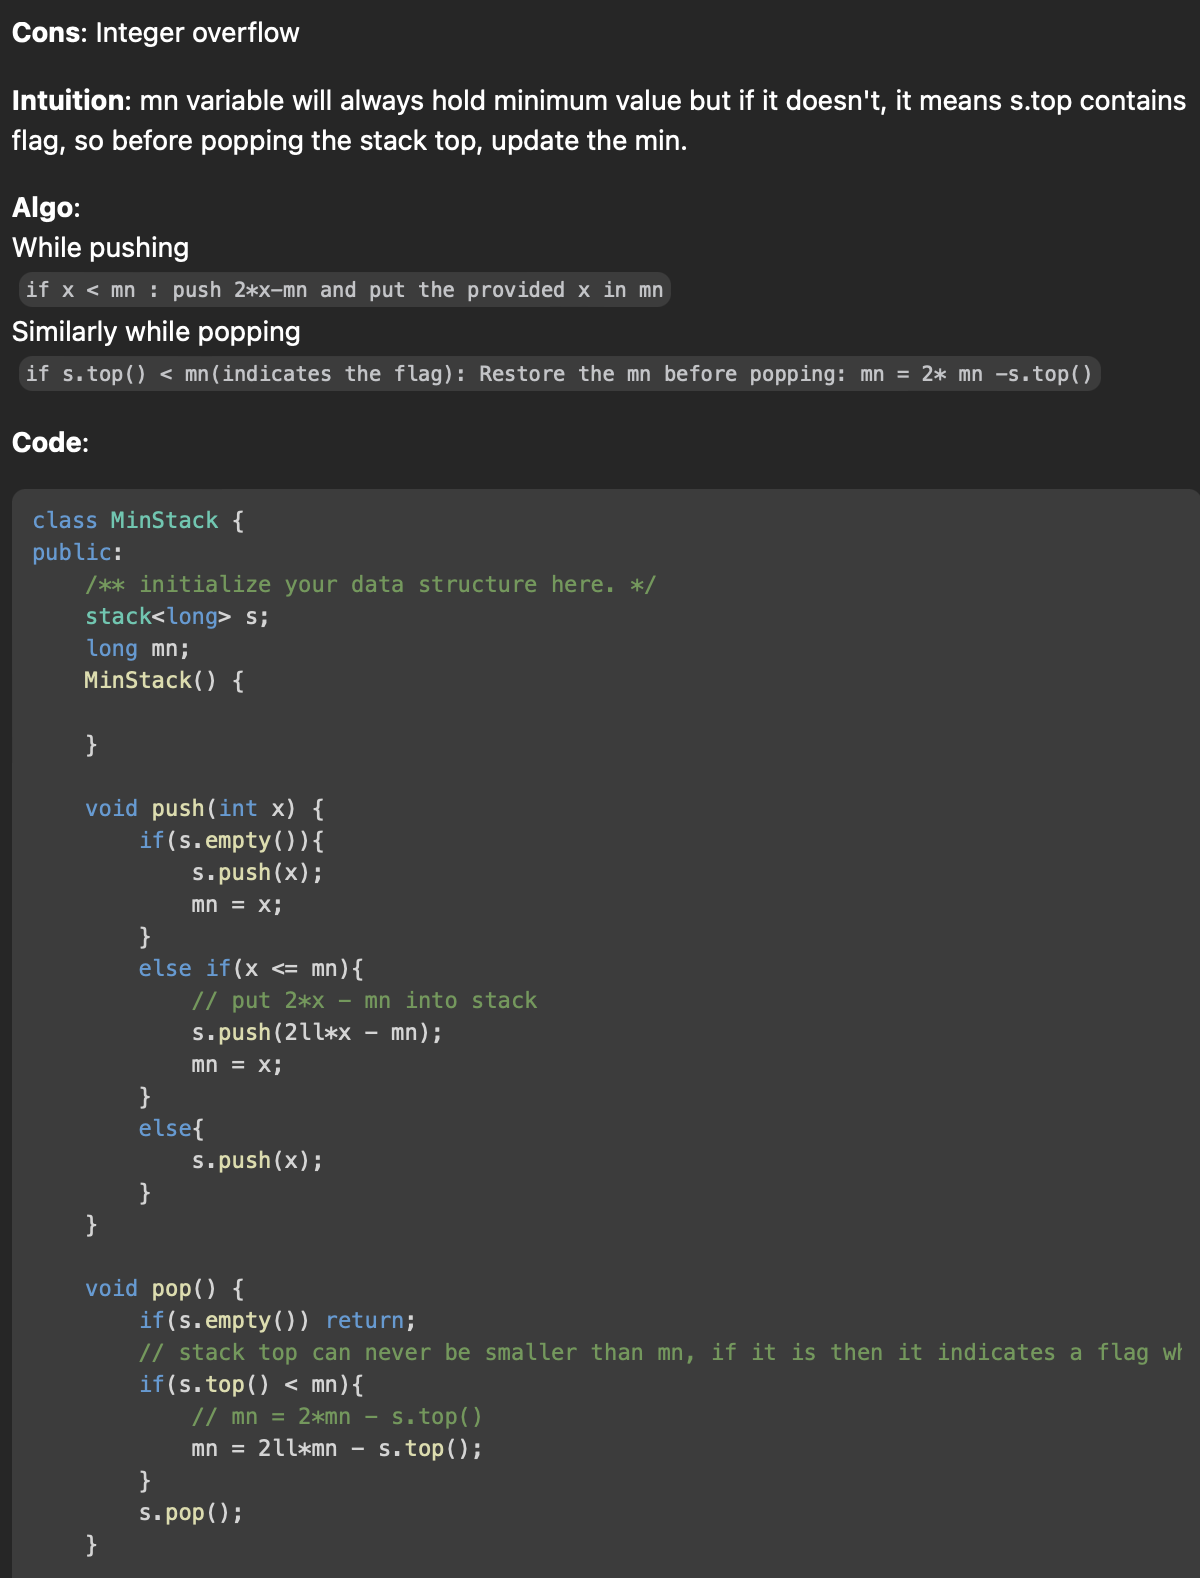 Cons: Integer overflow
Intuition: mn variable will always hold minimum value but if it doesn't, it means s.top contains
flag, so before popping the stack top, update the min.
Algo:
While pushing
if x < mn : push 2*x-mn and put the provided x in mn
Similarly while popping
if s.top() < mn(indicates the flag): Restore the mn before popping: mn = 2* mn -s.top()
Code:
class MinStack {
public:
    /** initialize your data structure here. */
    stack<long> s;
    long mn;
    MinStack() {
    }
    void push(int x) {
        if(s.empty()){
            s.push(x);
            mn = x;
        }
        else if(x <= mn){
            // put 2*x - mn into stack
            s.push(2ll*x - mn);
            mn = x;
        }
        else{
            s.push(x);
        }
    }
    void pop() {
        if(s.empty()) return;
        // stack top can never be smaller than mn, if it is then it indicates a flag
        if(s.top() < mn){
            // mn = 2*mn - s.top()
            mn = 2ll*mn - s.top();
        }
        s.pop();
    }